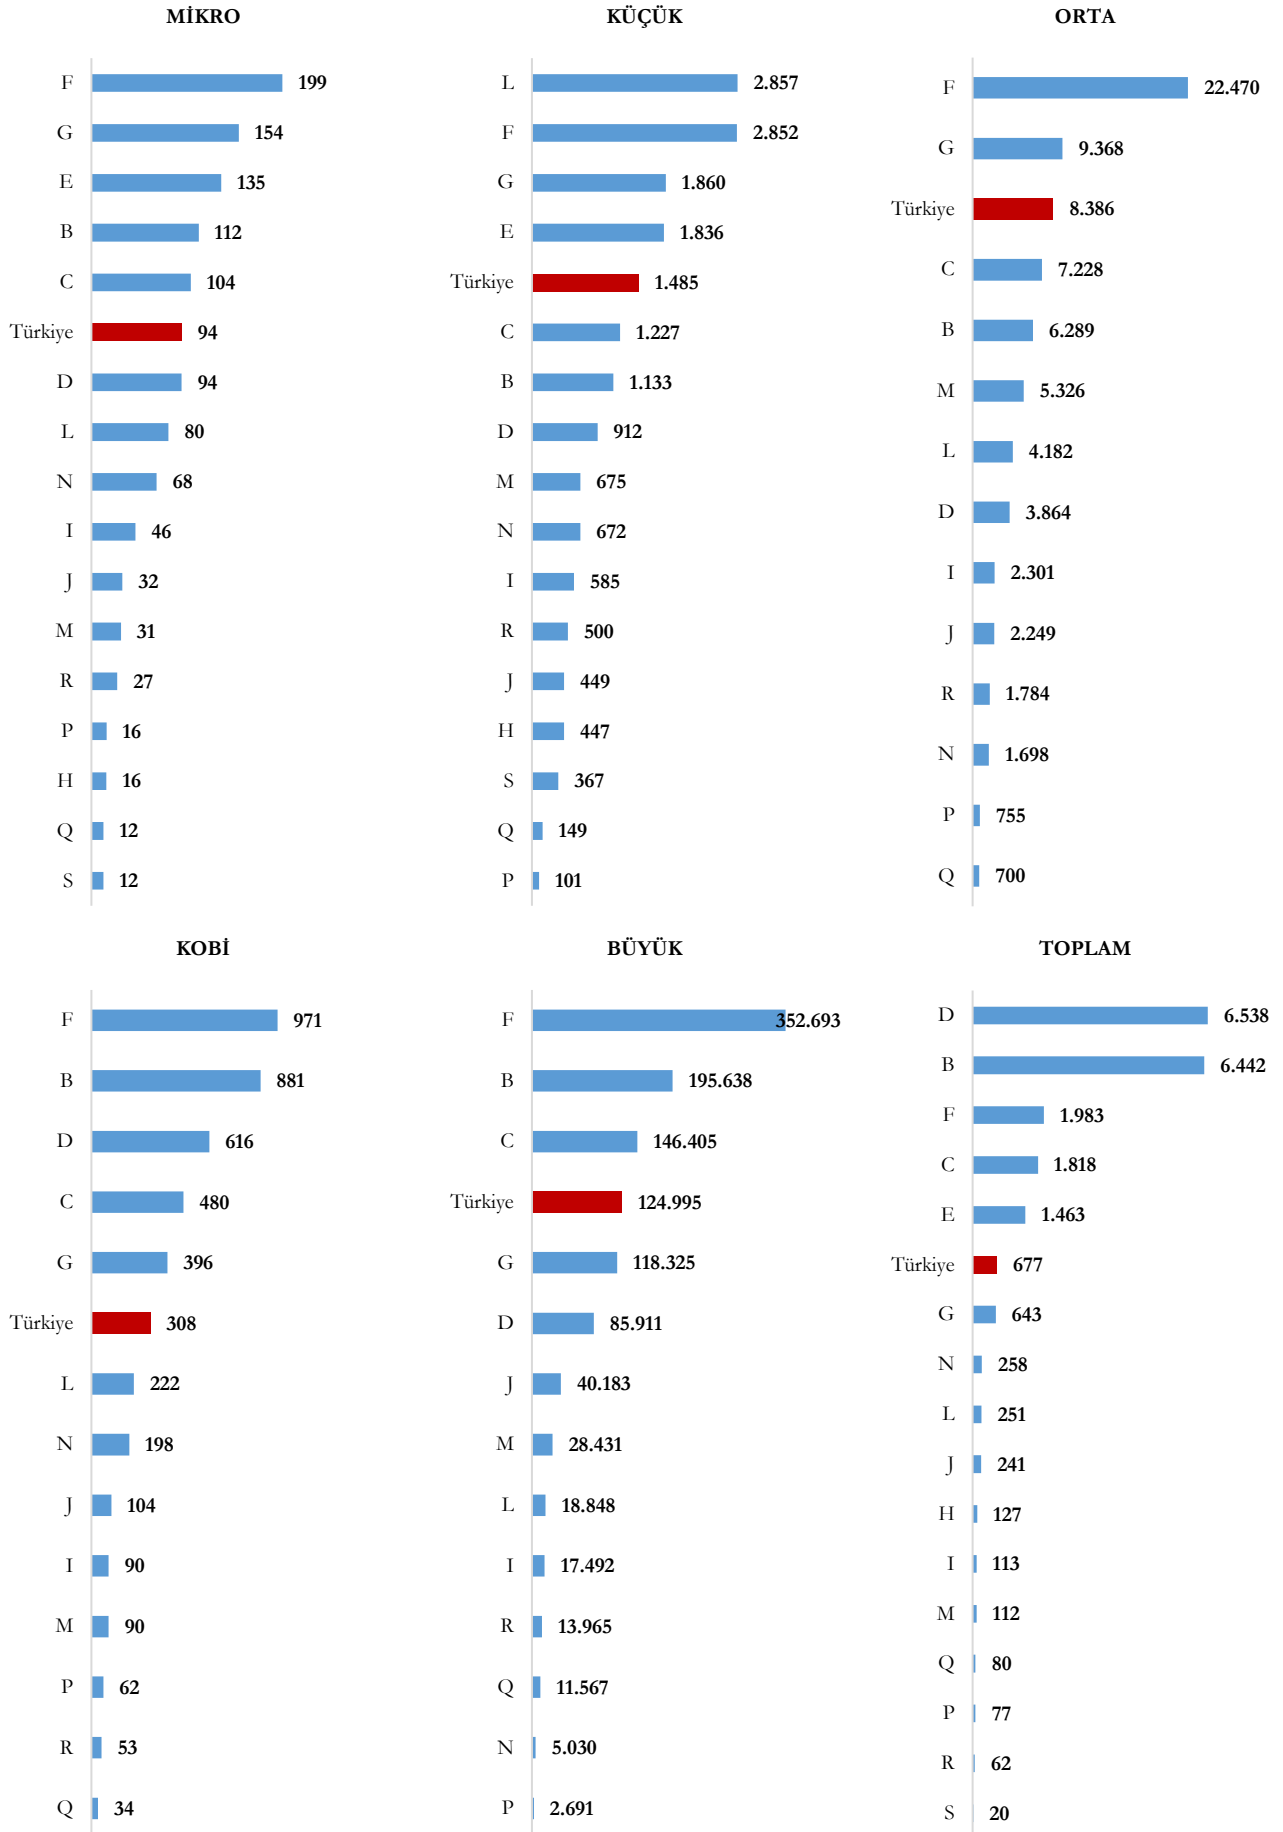 MİKRO
F 199
G 154
E 135
B 112
C 104
Türkiye 94
D 94
L 80
N 68
I 46
J 32
M 31
R 27
P 16
H 16
Q 12
S 12
KÜÇÜK
L 2.857
F 2.852
G 1.860
E 1.836
Türkiye 1.485
C 1.227
B 1.133
D 912
M 675
N 672
I 585
R 500
J 449
H 447
S 367
Q 149
P 101
ORTA
F 22.470
G 9.368
Türkiye 8.386
C 7.228
B 6.289
M 5.326
L 4.182
D 3.864
I 2.301
J 2.249
R 1.784
N 1.698
P 755
Q 700
KOBİ
F 971
B 881
D 616
C 480
G 396
Türkiye 308
L 222
N 198
J 104
I 90
M 90
P 62
R 53
Q 34
BÜYÜK
F 352.693
B 195.638
C 146.405
Türkiye 124.995
G 118.325
D 85.911
J 40.183
M 28.431
L 18.848
I 17.492
R 13.965
Q 11.567
N 5.030
P 2.691
TOPLAM
D 6.538
B 6.442
F 1.983
C 1.818
E 1.463
Türkiye 677
G 643
N 258
L 251
J 241
H 127
I 113
M 112
Q 80
P 77
R 62
S 20